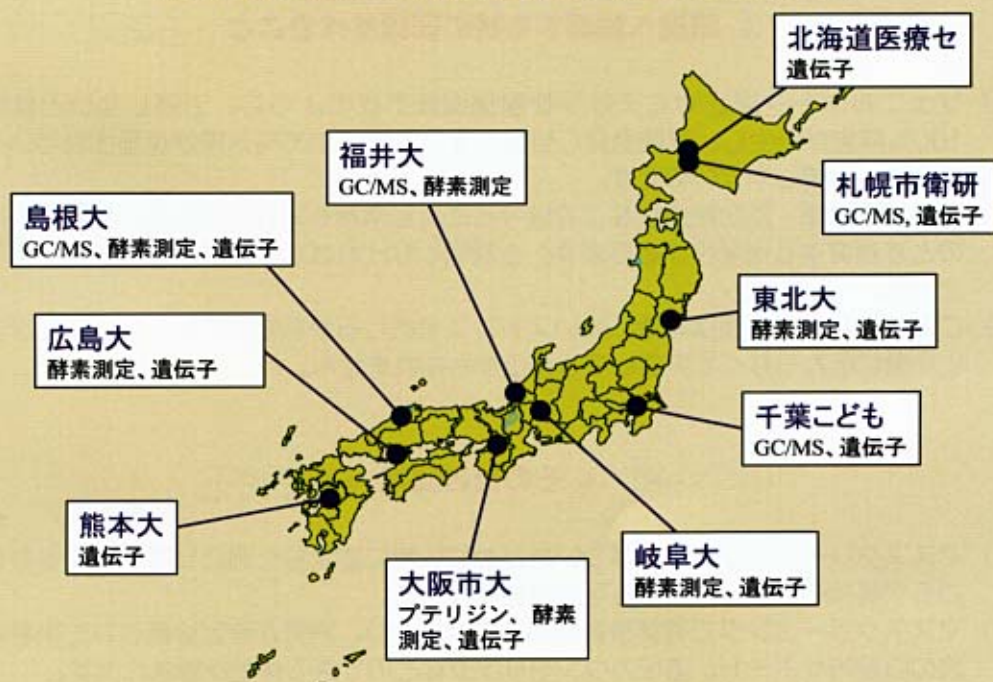 北海道医療セ
遺伝子
福井大
GC/MS、酵素測定
札幌市衛研
GC/MS, 遺伝子
島根大
GC/MS、酵素測定、遺伝子
東北大
酵素測定、遺伝子
広島大
酵素測定、遺伝子
千葉こども
GC/MS、遺伝子
熊本大
遺伝子
大阪市大
プテリジン、酵素
測定、遺伝子
岐阜大
酵素測定、遺伝子